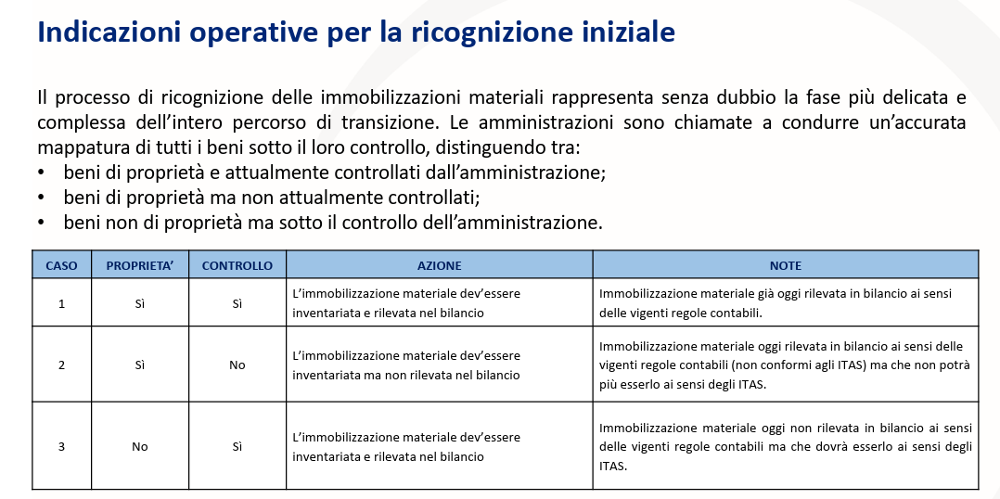 Indicazioni operative per la ricognizione iniziale
Il processo di ricognizione delle immobilizzazioni materiali rappresenta senza dubbio la fase più delicata e
complessa dell’intero percorso di transizione. Le amministrazioni sono chiamate a condurre un’accurata
mappatura di tutti i beni sotto il loro controllo, distinguendo tra:
• beni di proprietà e attualmente controllati dall’amministrazione;
• beni di proprietà ma non attualmente controllati;
• beni non di proprietà ma sotto il controllo dell’amministrazione.
CASO PROPRIETA’ CONTROLLO AZIONE NOTE
1 Sì Sì
L’immobilizzazione materiale dev’essere
inventariata e rilevata nel bilancio
Immobilizzazione materiale già oggi rilevata in bilancio ai sensi
delle vigenti regole contabili.
2 Sì No
L’immobilizzazione materiale dev’essere
inventariata ma non rilevata nel bilancio
Immobilizzazione materiale oggi rilevata in bilancio ai sensi delle
vigenti regole contabili (non conformi agli ITAS) ma che non potrà
più esserlo ai sensi degli ITAS.
3 No Sì
L’immobilizzazione materiale dev’essere
inventariata e rilevata nel bilancio
Immobilizzazione materiale oggi non rilevata in bilancio ai sensi
delle vigenti regole contabili ma che dovrà esserlo ai sensi degli
ITAS.